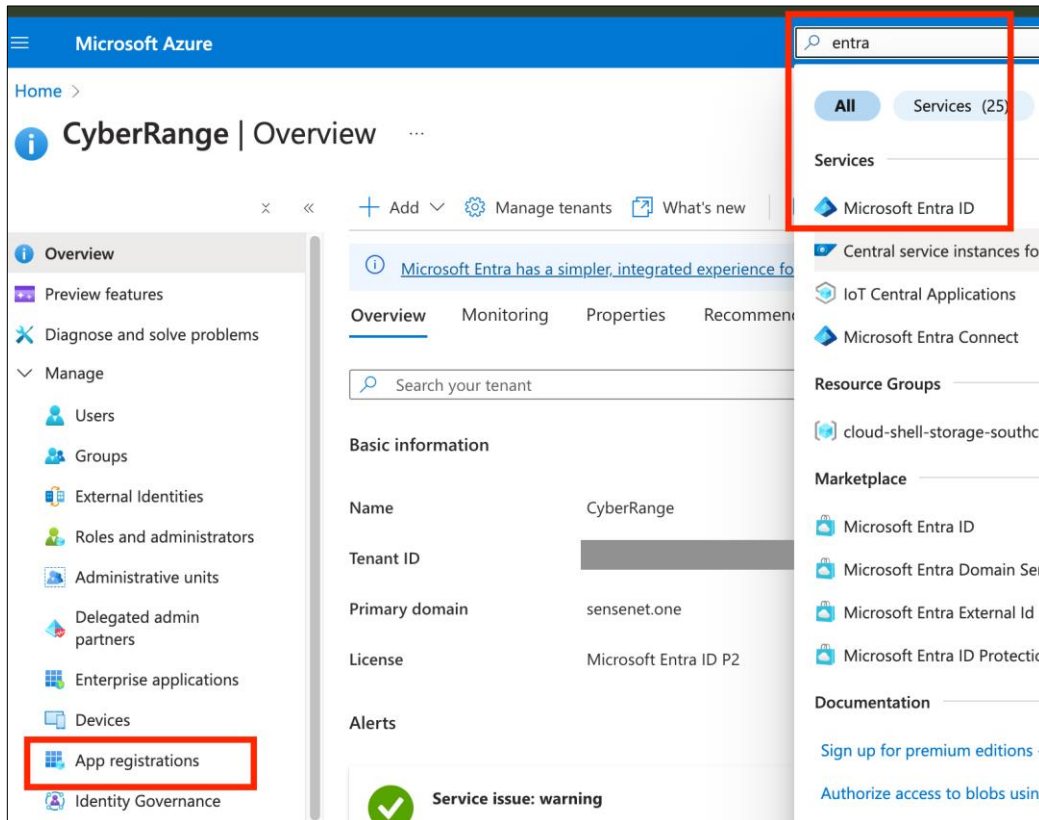 Microsoft Azure
entra
Home >
CyberRange | Overview ...
All Services (25)
Services
Microsoft Entra ID
Central service instances fo
IoT Central Applications
Microsoft Entra Connect
Resource Groups
cloud-shell-storage-southc
Marketplace
Microsoft Entra ID
Microsoft Entra Domain Ser
Microsoft Entra External Id
Microsoft Entra ID Protectio
Documentation
Sign up for premium editions
Authorize access to blobs usin
Overview
Preview features
Diagnose and solve problems
Manage
Users
Groups
External Identities
Roles and administrators
Administrative units
Delegated admin
partners
Enterprise applications
Devices
App registrations
Identity Governance
Add Manage tenants What's new
Microsoft Entra has a simpler, integrated experience fo
Overview Monitoring Properties Recommen
Search your tenant
Basic information
Name CyberRange
Tenant ID
Primary domain sensenet.one
License Microsoft Entra ID P2
Alerts
Service issue: warning